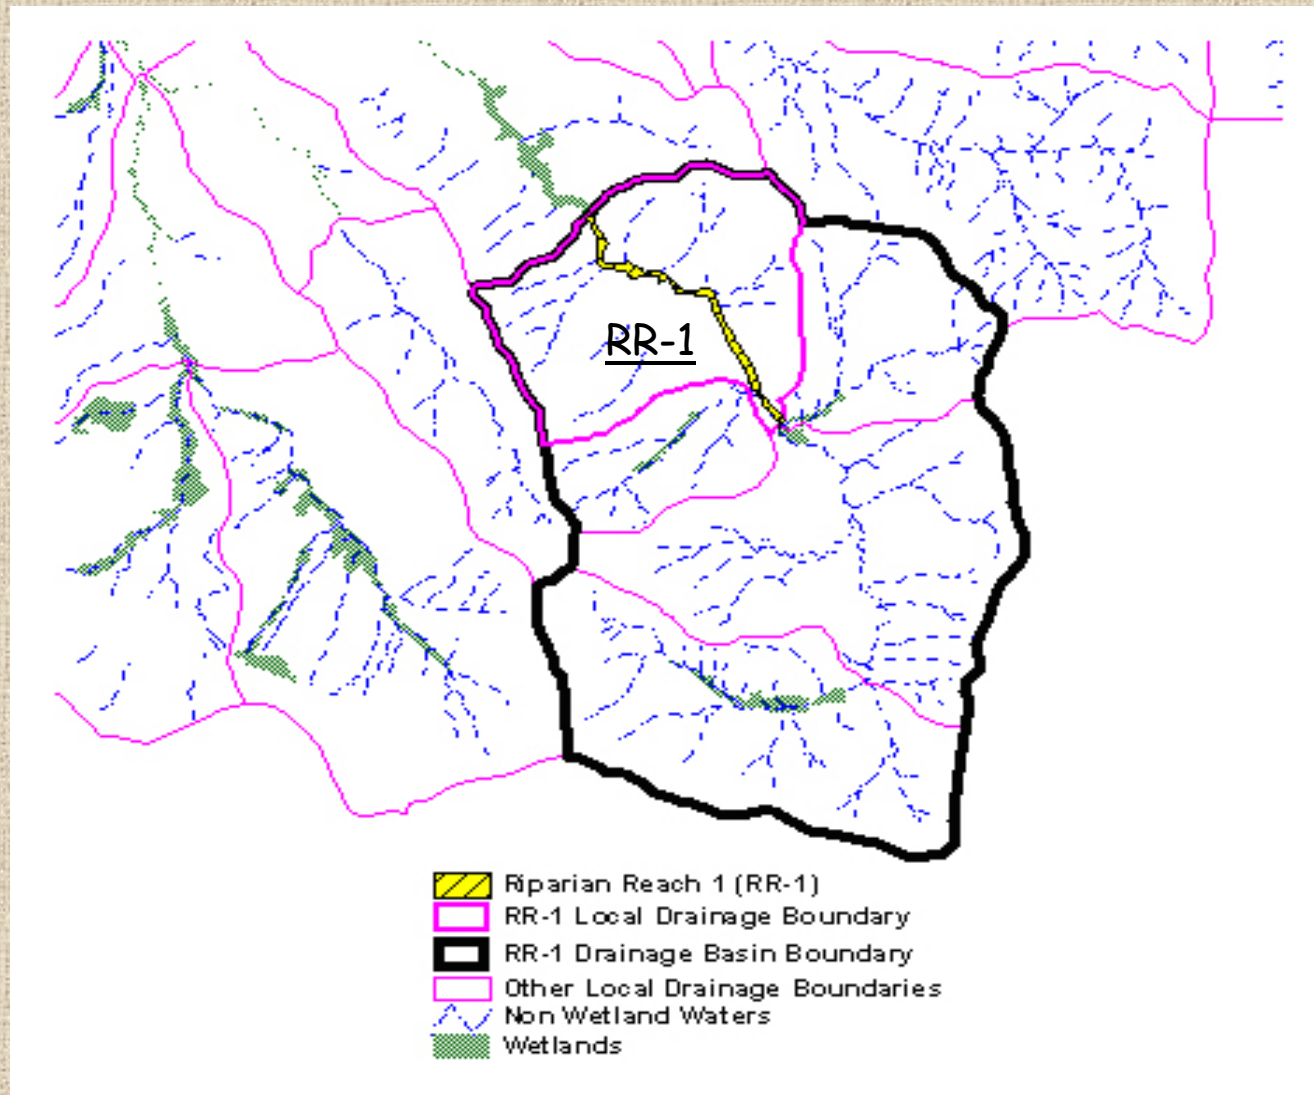 RR-1
Riparian Reach 1 (RR-1)
RR-1 Local Drainage Boundary
RR-1 Drainage Basin Boundary
Other Local Drainage Boundaries
Non Wetland Waters
Wetlands